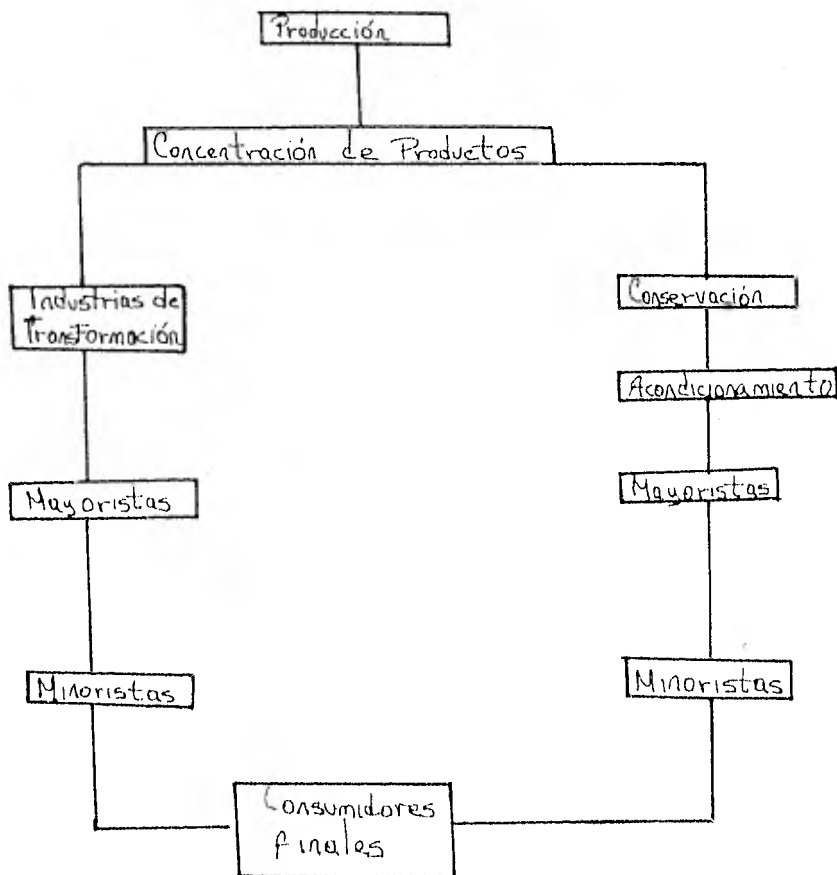 Producción
Concentración de Productos
Industrias de
Transformación
Conservación
Acondicionamiento
Mayoristas
Mayoristas
Minoristas
Minoristas
Consumidores
finales